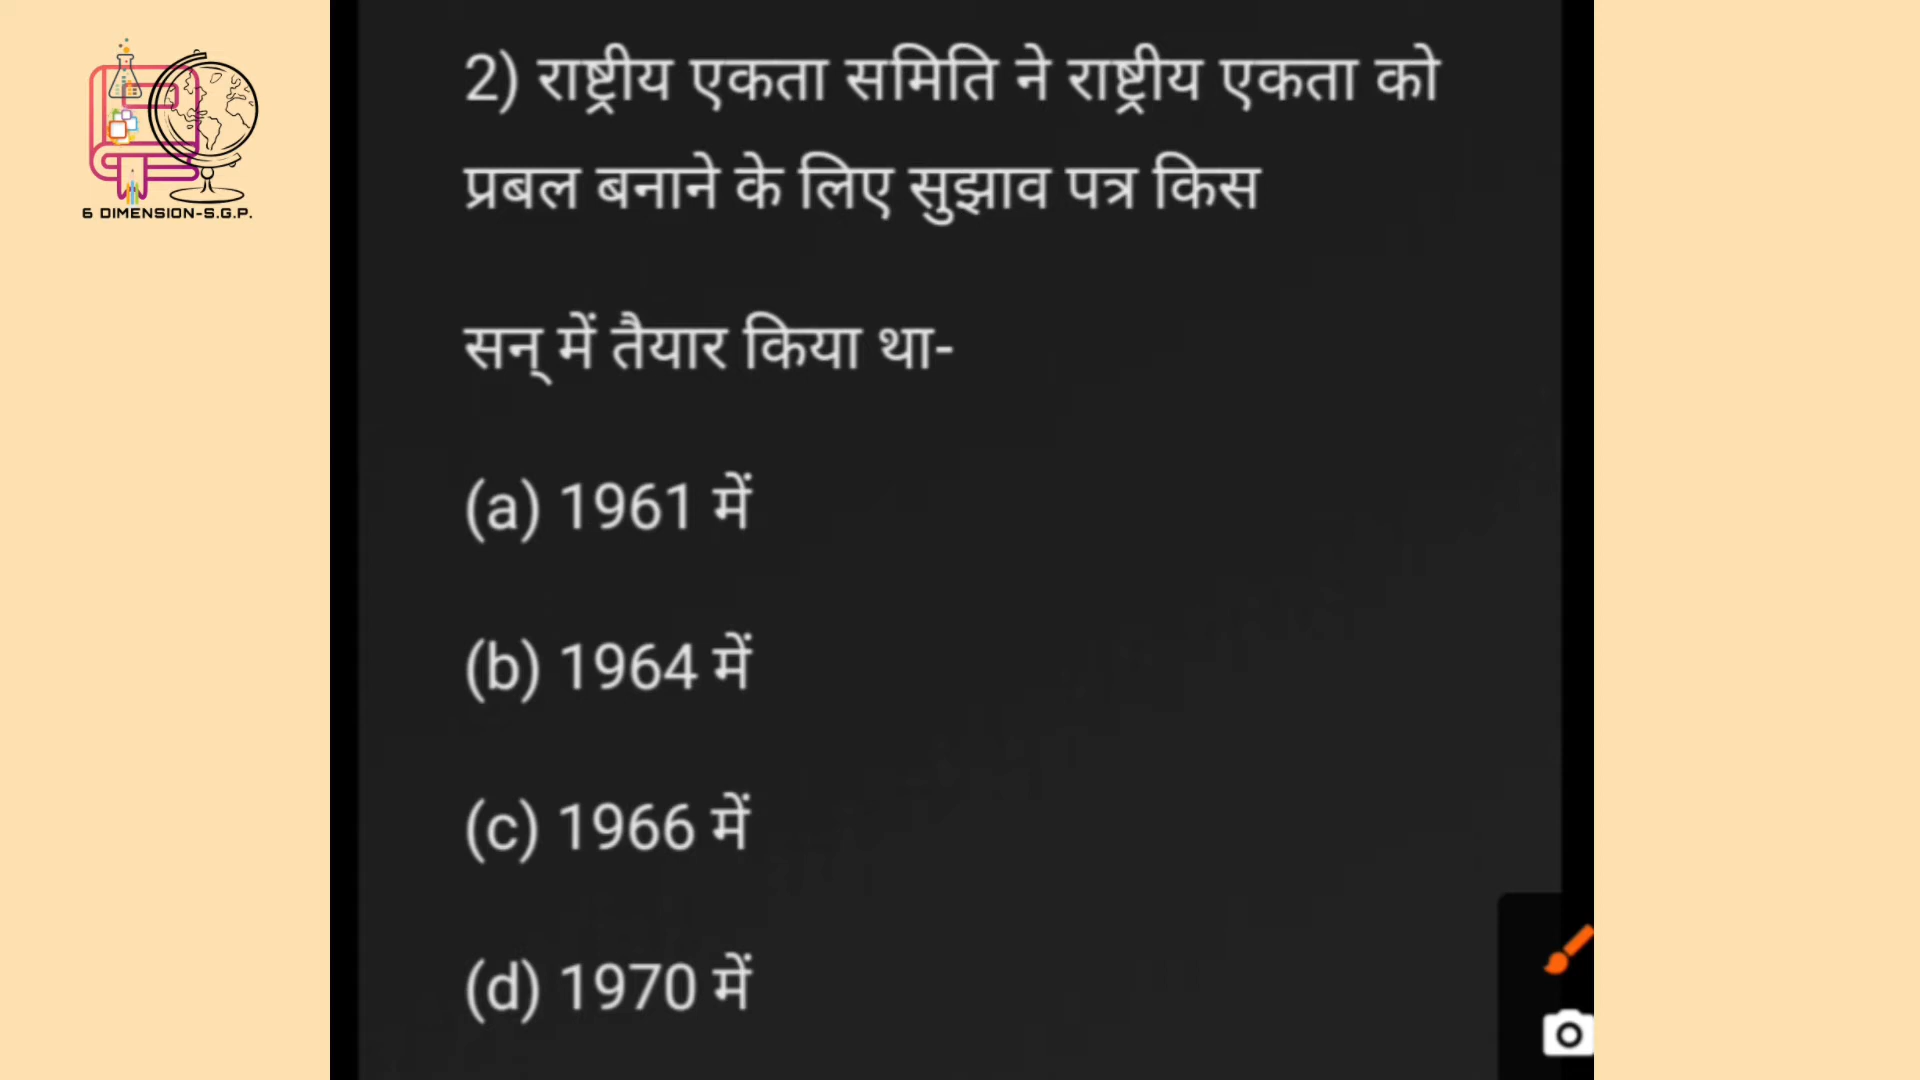 6 DIMENSION-S.G.P.
2) राष्ट्रीय एकता समिति ने राष्ट्रीय एकता को
प्रबल बनाने के लिए सुझाव पत्र किस
सन् में तैयार किया था-
(a) 1961 में
(b) 1964 में
(c) 1966 में
(d) 1970 में